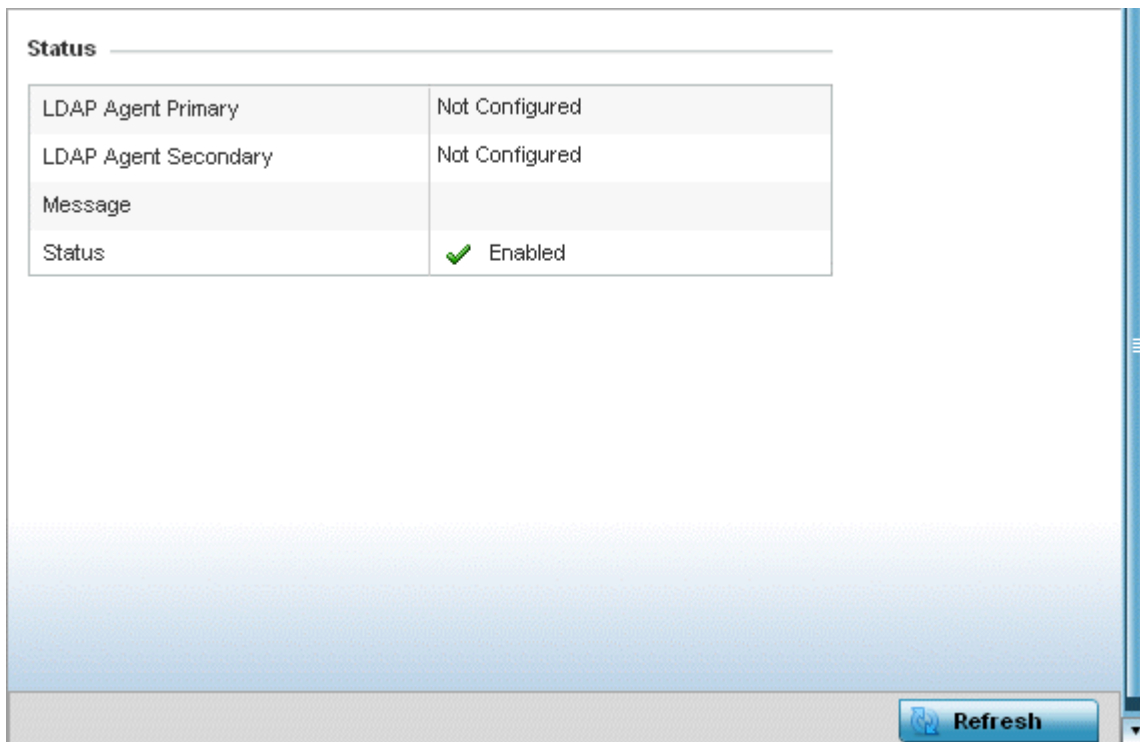 Status
LDAP Agent Primary Not Configured
LDAP Agent Secondary Not Configured
Message
Status Enabled
Refresh